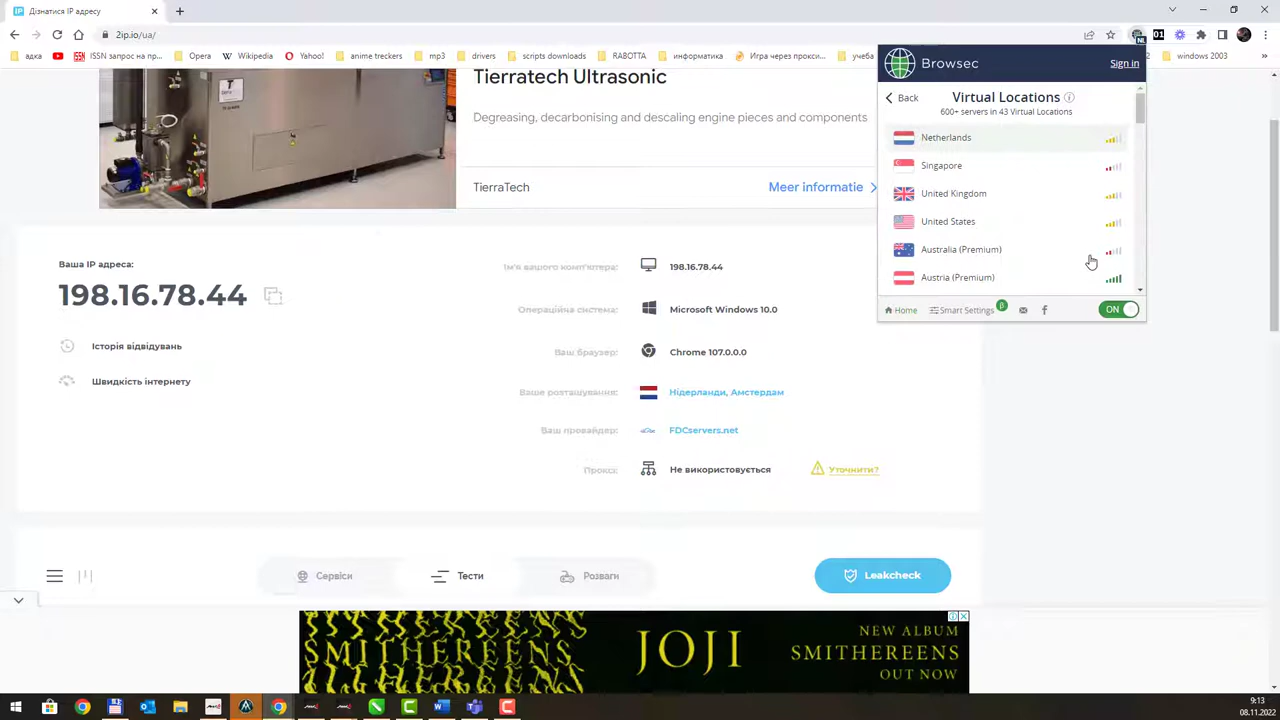 Дізнатися IP адресу
2ip.io/ua/
NL
01
адка
ISSN запрос на пр...
Opera
Wikipedia
Yahoo!
anime treckers
mp3
drivers
scripts downloads
RABOTTA
информатика
Игра через прокси...
учеба
2
windows 2003
»
Browsec
Sign in
Back
Virtual Locations
600+ servers in 43 Virtual Locations
Netherlands
Singapore
United Kingdom
United States
Australia (Premium)
Austria (Premium)
Home
Smart Settings
β
ON
Tierratech Ultrasonic
Degreasing, decarbonising and descaling engine pieces and components
TierraTech
Meer informatie
Ваша IP адреса:
198.16.78.44
Історія відвідувань
Швидкість інтернету
Ім'я вашого комп'ютера:
198.16.78.44
Операційна система:
Microsoft Windows 10.0
Ваш браузер:
Chrome 107.0.0.0
Ваше розташування:
Нідерланди, Амстердам
Ваш провайдер:
FDCservers.net
Проксі:
Не використовується
Уточнити?
Сервіси
Тести
Розваги
Leakcheck
SMITHEREENS
SMITHEREENS
JOJI
NEW ALBUM
SMITHEREENS
OUT NOW
9:13
08.11.2022